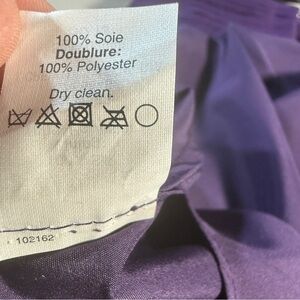 100% Soie
Doublure:
100% Polyester
Dry clean.
102162